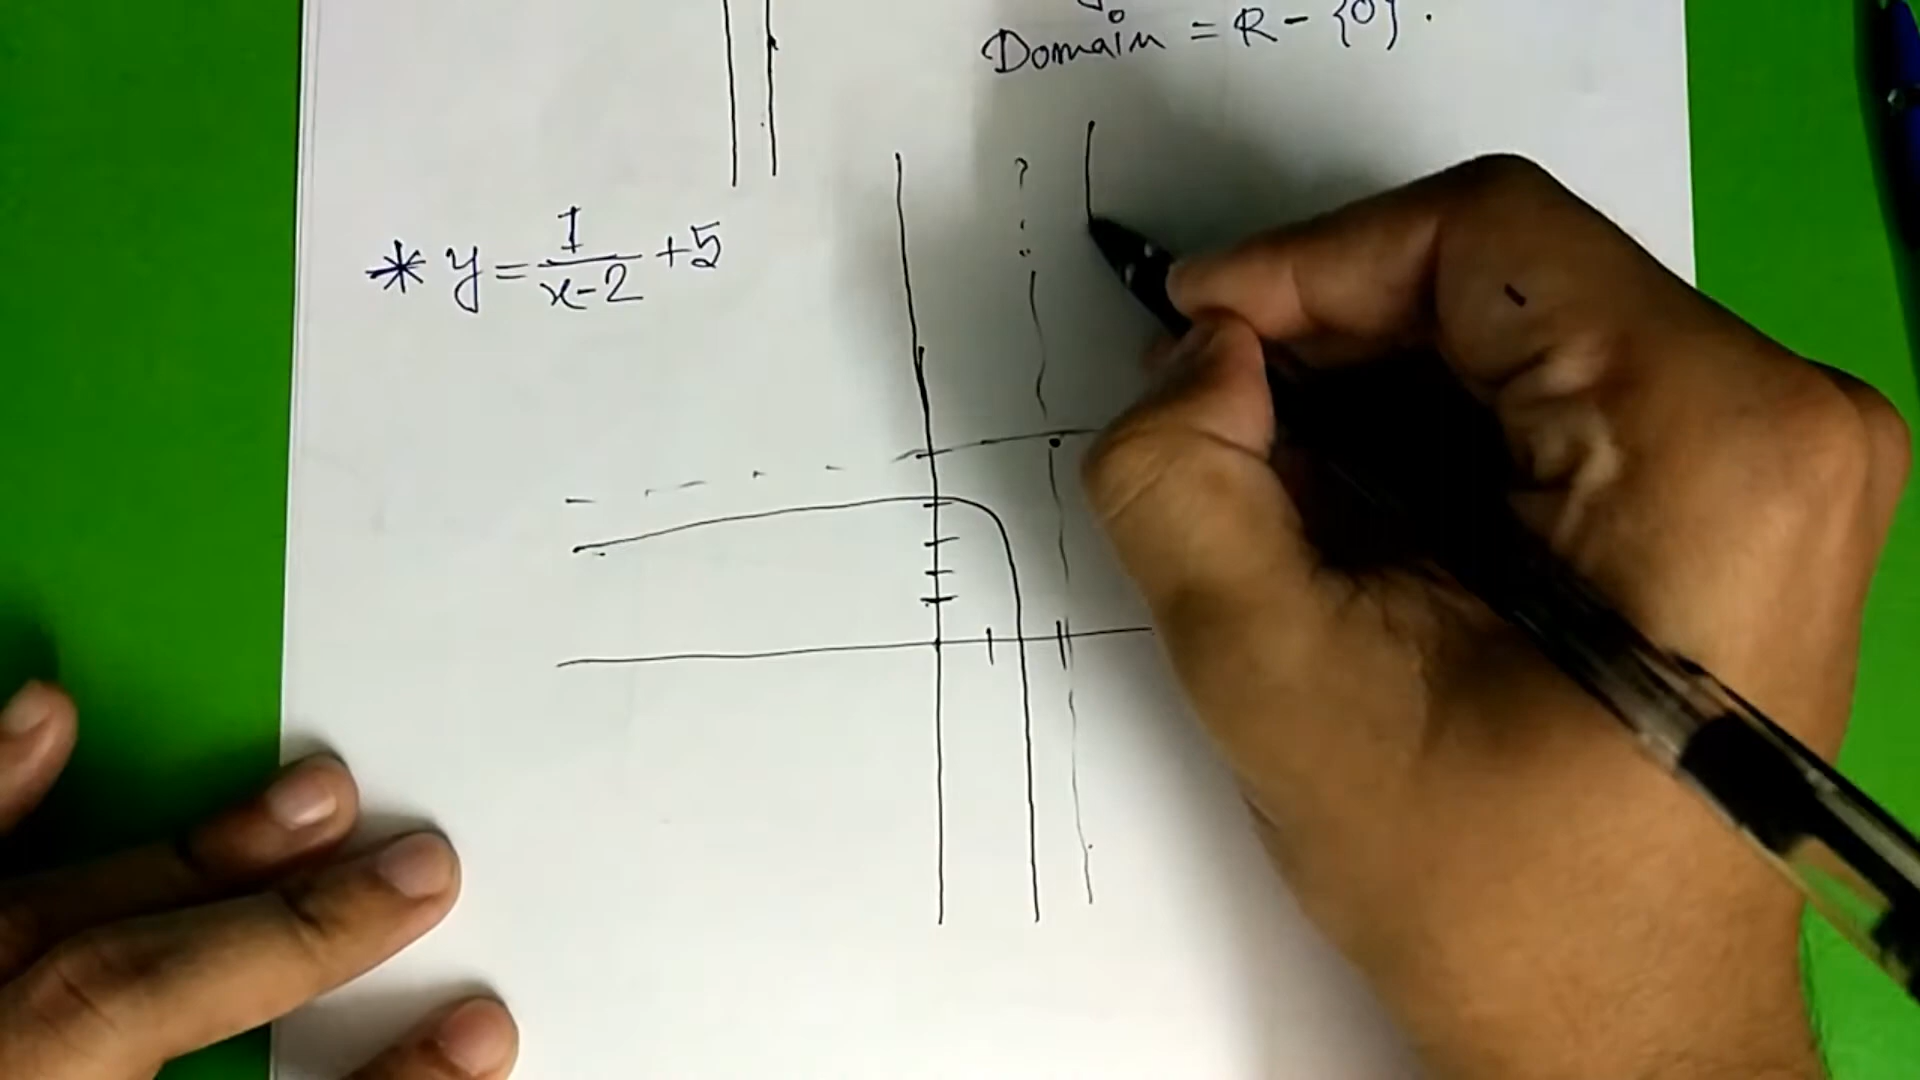 Domain = R - {0}.
* y = 1/(x-2) + 5